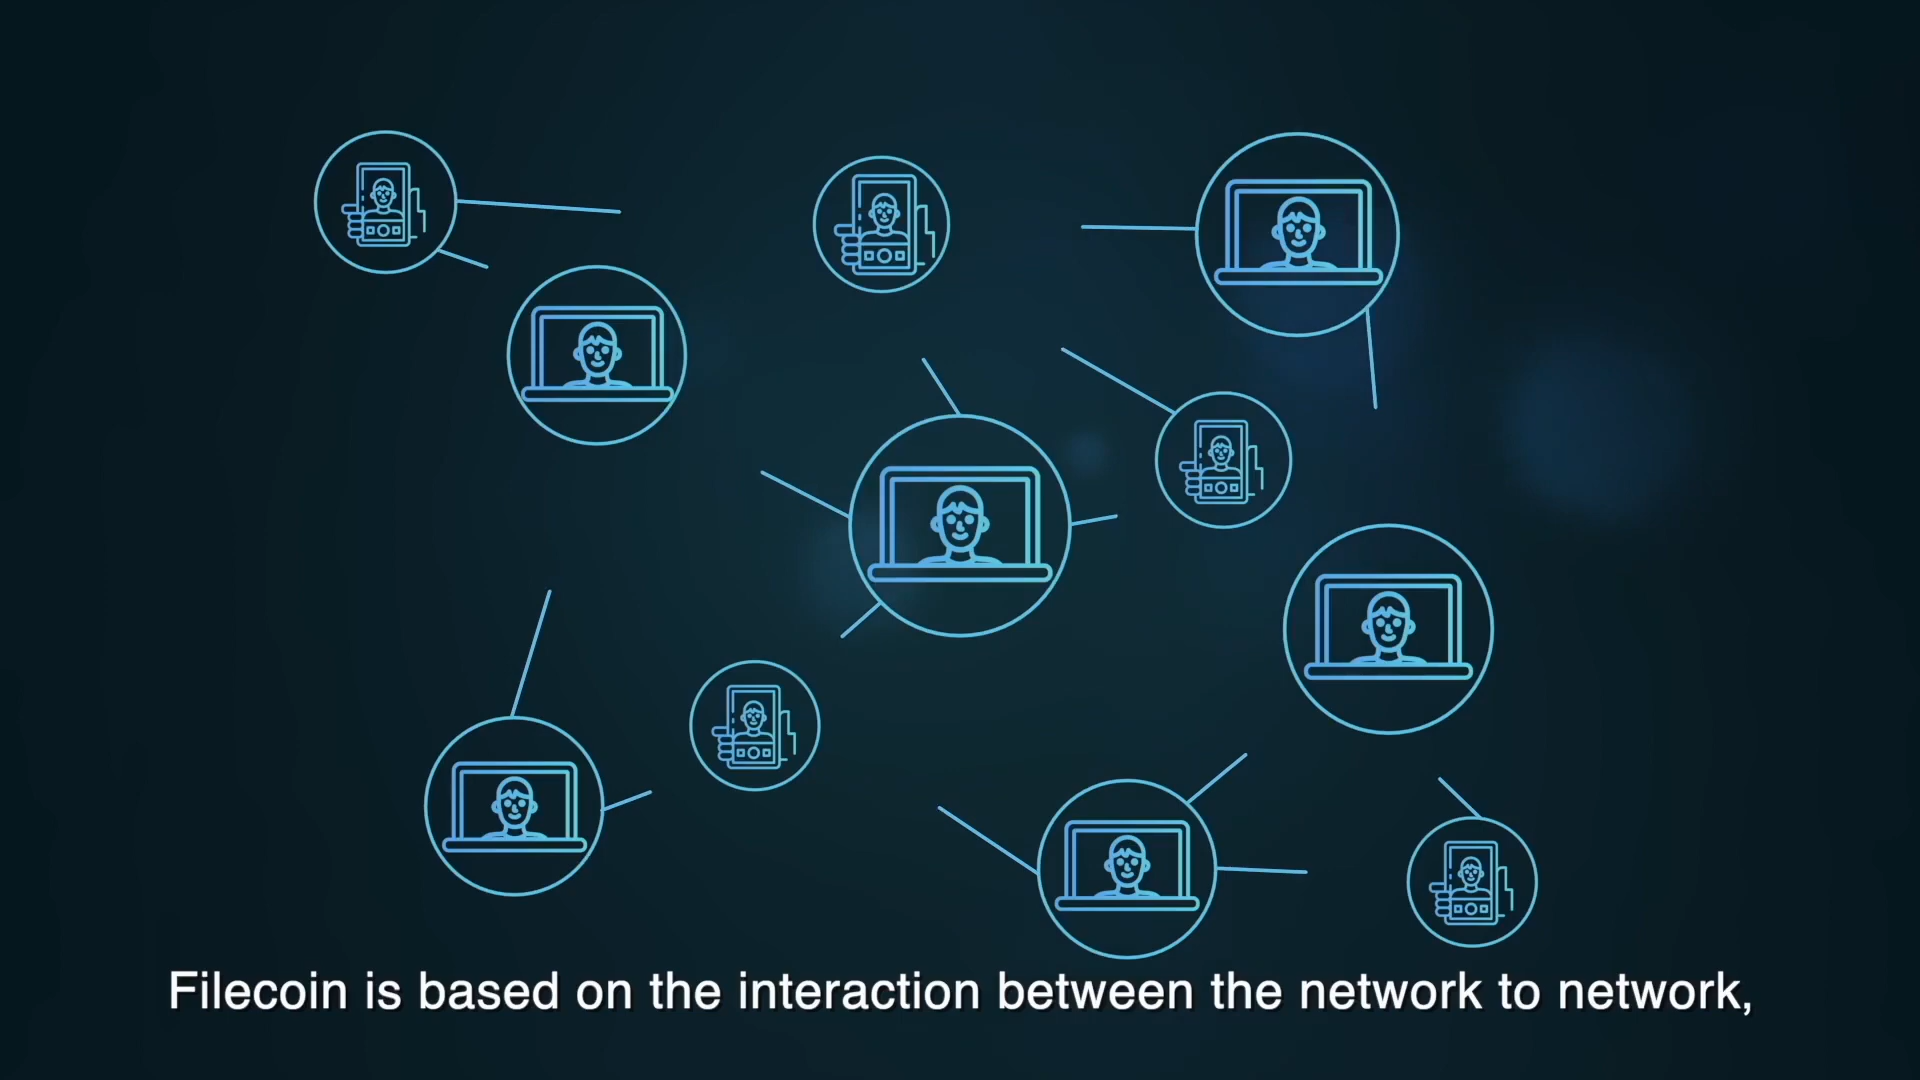 Filecoin is based on the interaction between the network to network,